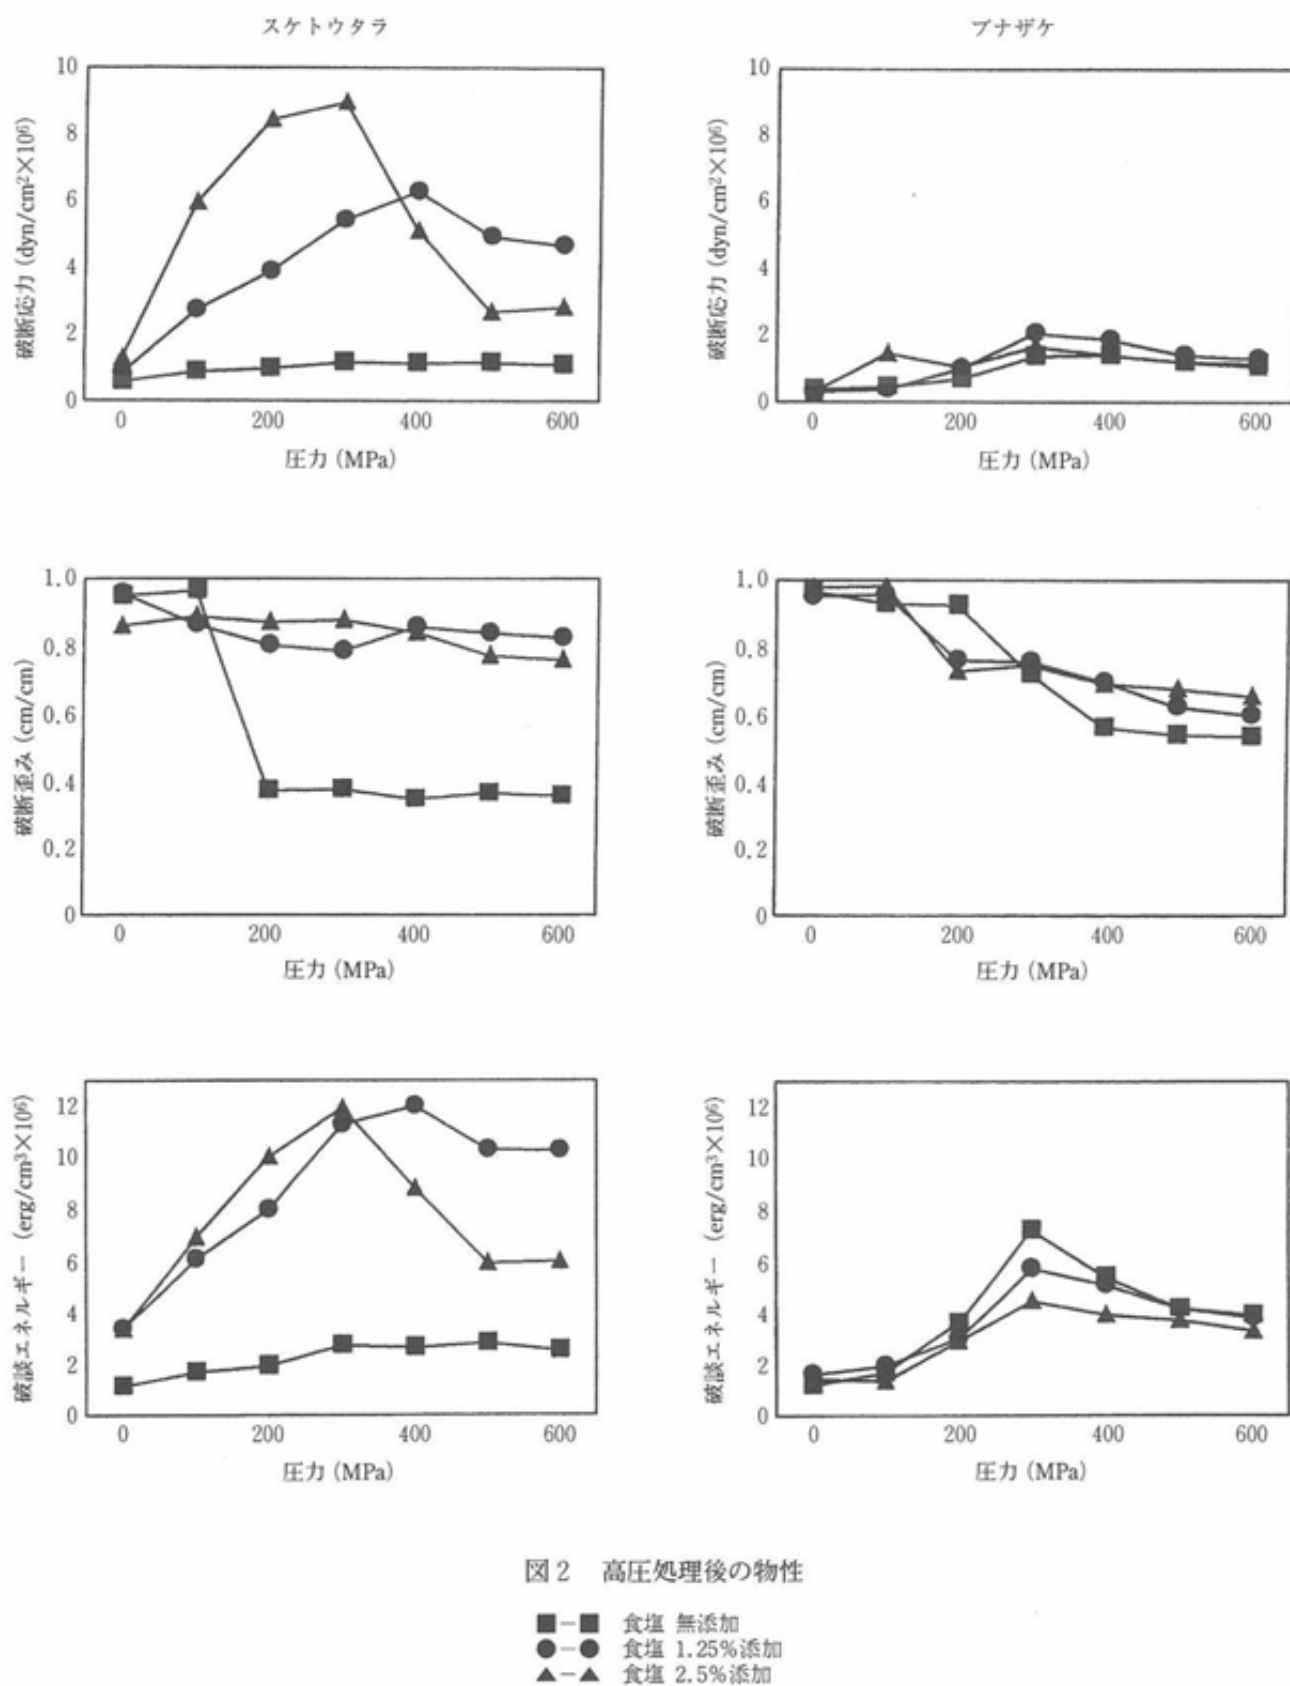 スケトウタラ
ブナザケ
破断応力 (dyn/cm²×10⁶)
10
8
6
4
2
0
0 200 400 600
圧力 (MPa)
破断応力 (dyn/cm²×10⁶)
10
8
6
4
2
0
0 200 400 600
圧力 (MPa)
破断歪み (cm/cm)
1.0
0.8
0.6
0.4
0.2
0
0 200 400 600
圧力 (MPa)
破断歪み (cm/cm)
1.0
0.8
0.6
0.4
0.2
0
0 200 400 600
圧力 (MPa)
破談エネルギー (erg/cm³×10⁶)
12
10
8
6
4
2
0
0 200 400 600
圧力 (MPa)
破談エネルギー (erg/cm³×10⁶)
12
10
8
6
4
2
0
0 200 400 600
圧力 (MPa)
図2 高圧処理後の物性
■－■ 食塩 無添加
●－● 食塩 1.25%添加
▲－▲ 食塩 2.5%添加